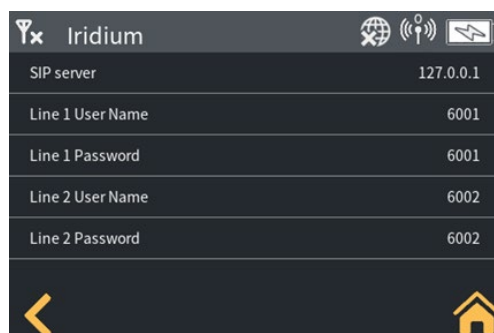 Iridium
SIP server 127.0.0.1
Line 1 User Name 6001
Line 1 Password 6001
Line 2 User Name 6002
Line 2 Password 6002